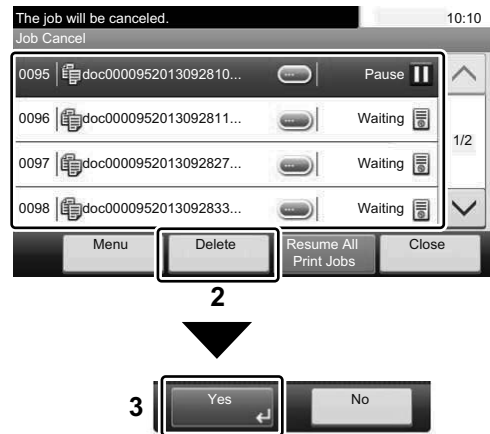 The job will be canceled. 10:10
Job Cancel
0095 doc0000952013092810... Pause
0096 doc0000952013092811... Waiting
0097 doc0000952013092827... Waiting
0098 doc0000952013092833... Waiting
1/2
Menu Delete Resume All Print Jobs Close
2
3 Yes No